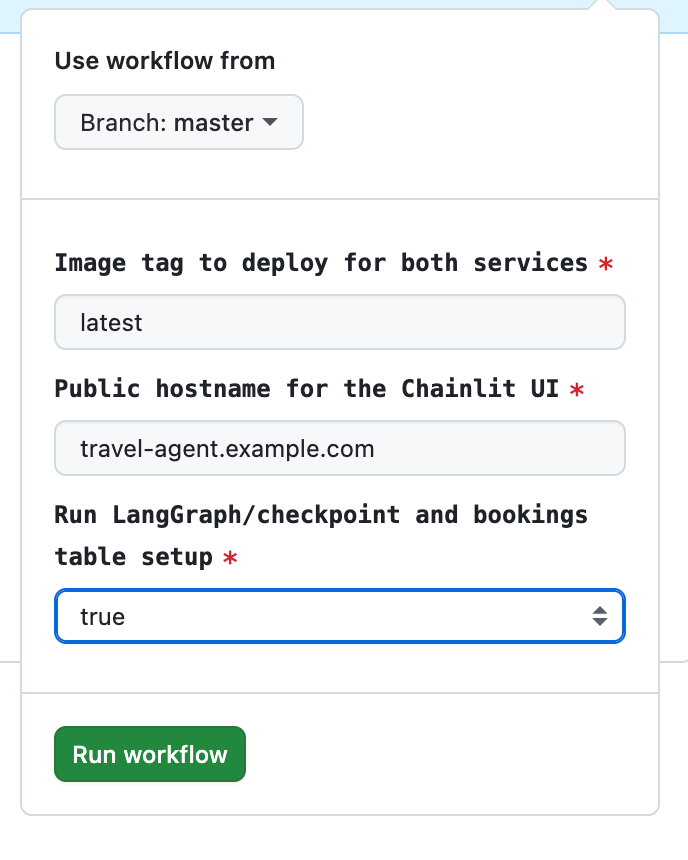 Use workflow from
Branch: master
Image tag to deploy for both services *
latest
Public hostname for the Chainlit UI *
travel-agent.example.com
Run LangGraph/checkpoint and bookings
table setup *
true
Run workflow